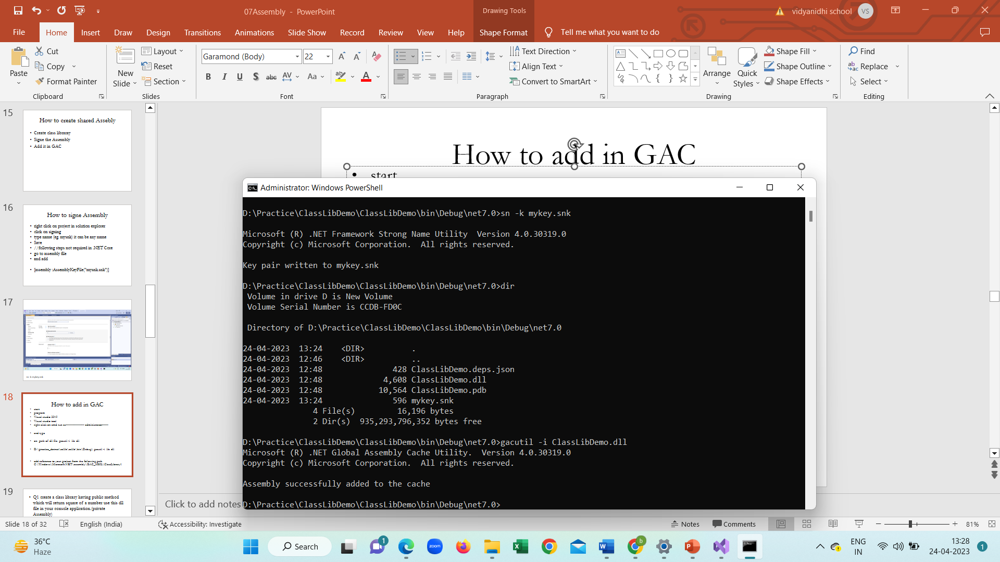 07Assembly - PowerPoint
Drawing Tools
vidyanidhi school
VS
File
Home
Insert
Draw
Design
Transitions
Animations
Slide Show
Record
Review
View
Help
Shape Format
Tell me what you want to do
Paste
Cut
Copy
Format Painter
Clipboard
New
Slide
Layout
Reset
Section
Slides
Garamond (Body)
22
Font
Text Direction
Align Text
Convert to SmartArt
Paragraph
Arrange
Quick
Styles
Shape Fill
Shape Outline
Shape Effects
Drawing
Find
Replace
Select
Editing
15
How to create shared Assebly
• Create class libraray
• Signe the Assembly
• Add it in GAC
16
How to signe Assembly
• right click on project in solution explorer
• click on signing
• type name (eg. mysnk) it can be any name
• Save
• //following staps not required in .NET Core
• go to assembly file
• and add
• [assembly :AssemblyKeyFile("mysnk.snk")]
17
sn -k mykey.snk
18
How to add in GAC
• start
• program
• Visual studio tool
• and type
19
• Q1 create a class library having public method
which will return square of a number use this dll
file in your console application.(private
Assembly)
How to add in GAC
• start
Administrator: Windows PowerShell
D:\Practice\ClassLibDemo\ClassLibDemo\bin\Debug\net7.0>sn -k mykey.snk
Microsoft (R) .NET Framework Strong Name Utility  Version 4.0.30319.0
Copyright (c) Microsoft Corporation.  All rights reserved.
Key pair written to mykey.snk
D:\Practice\ClassLibDemo\ClassLibDemo\bin\Debug\net7.0>dir
Volume in drive D is New Volume
Volume Serial Number is CCDB-FD0C
Directory of D:\Practice\ClassLibDemo\ClassLibDemo\bin\Debug\net7.0
24-04-2023  13:24    <DIR>          .
24-04-2023  12:46    <DIR>          ..
24-04-2023  12:48               428 ClassLibDemo.deps.json
24-04-2023  12:48             4,608 ClassLibDemo.dll
24-04-2023  12:48            10,564 ClassLibDemo.pdb
24-04-2023  13:24               596 mykey.snk
4 File(s)         16,196 bytes
2 Dir(s)  935,293,796,352 bytes free
D:\Practice\ClassLibDemo\ClassLibDemo\bin\Debug\net7.0>gacutil -i ClassLibDemo.dll
Microsoft (R) .NET Global Assembly Cache Utility.  Version 4.0.30319.0
Copyright (c) Microsoft Corporation.  All rights reserved.
Assembly successfully added to the cache
D:\Practice\ClassLibDemo\ClassLibDemo\bin\Debug\net7.0>
Click to add notes
Slide 18 of 32
English (India)
Accessibility: Investigate
Notes
Comments
81%
36°C
Haze
Search
1
zoom
b
ENG
IN
13:28
24-04-2023
1